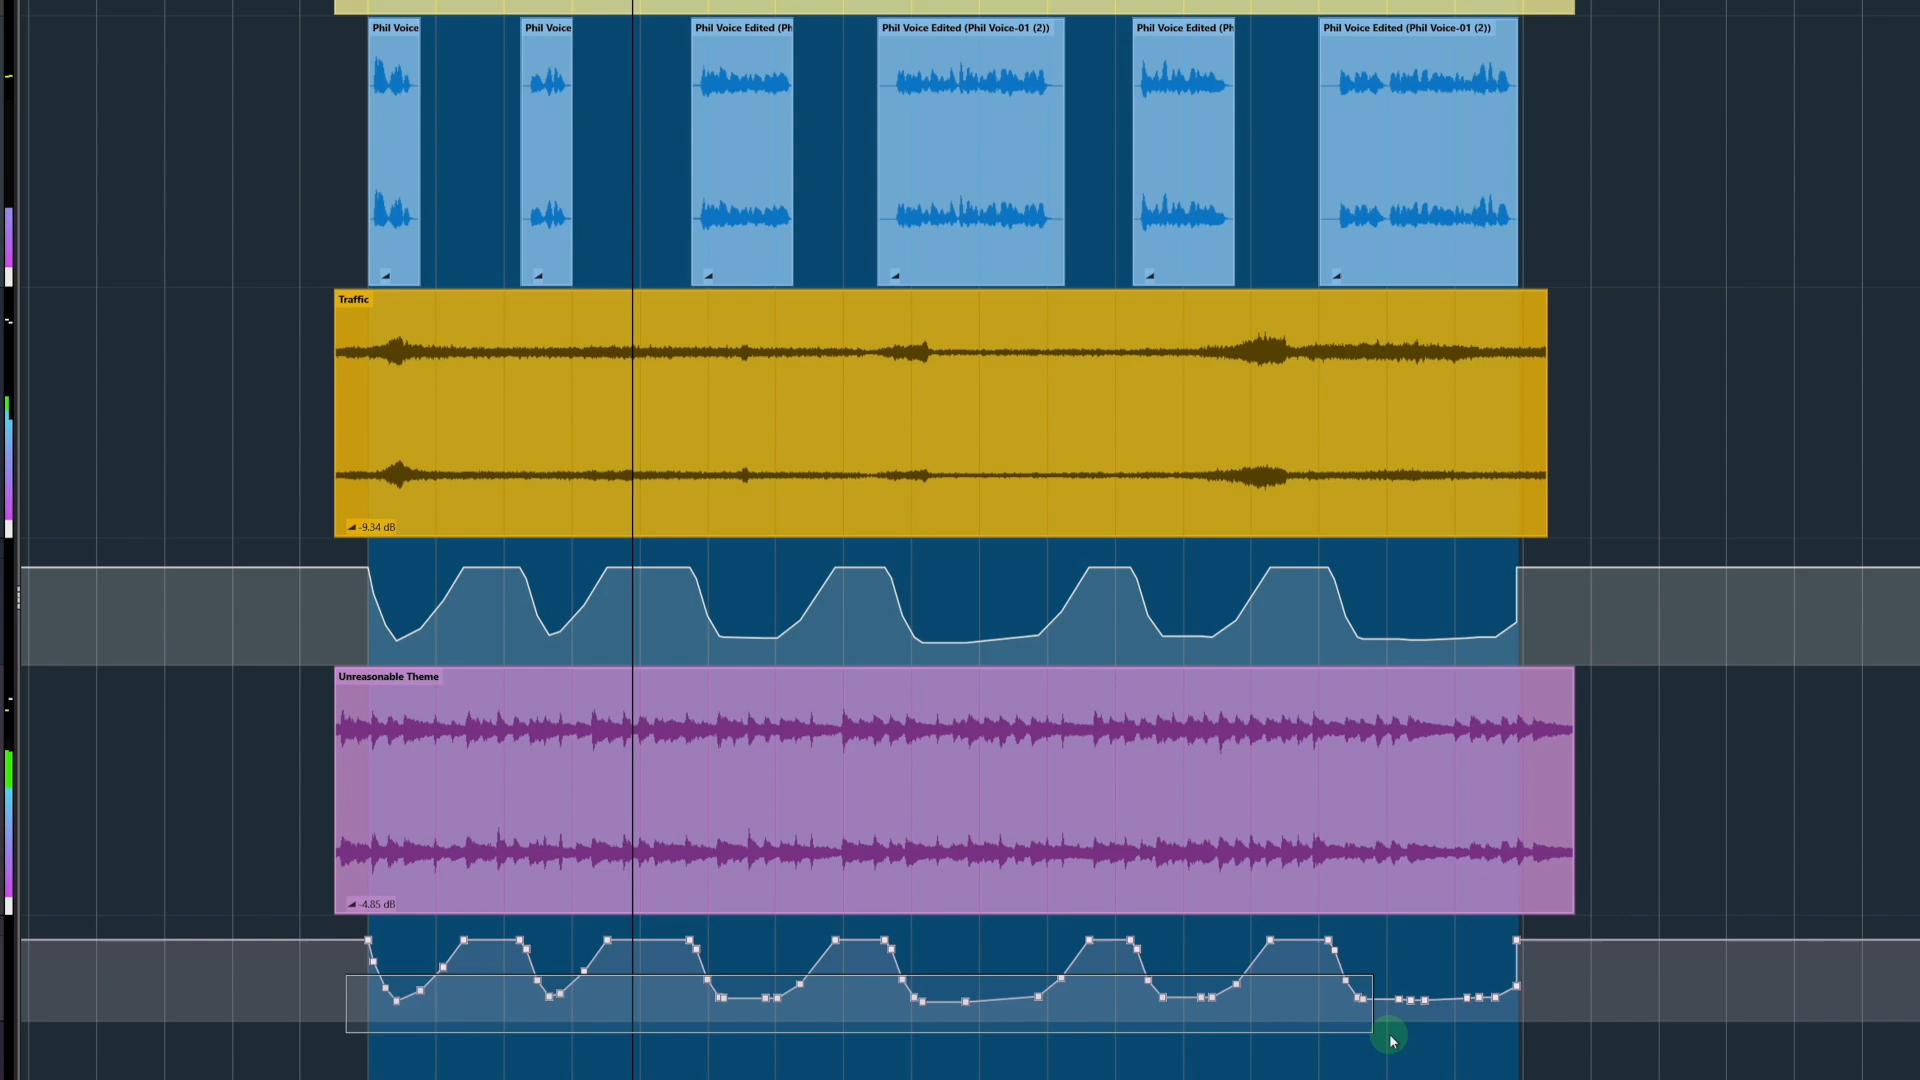 Phil Voice
Phil Voice
Phil Voice Edited (Ph
Phil Voice Edited (Phil Voice-01 (2))
Phil Voice Edited (Ph
Phil Voice Edited (Phil Voice-01 (2))
Traffic
-9.34 dB
Unreasonable Theme
-4.85 dB